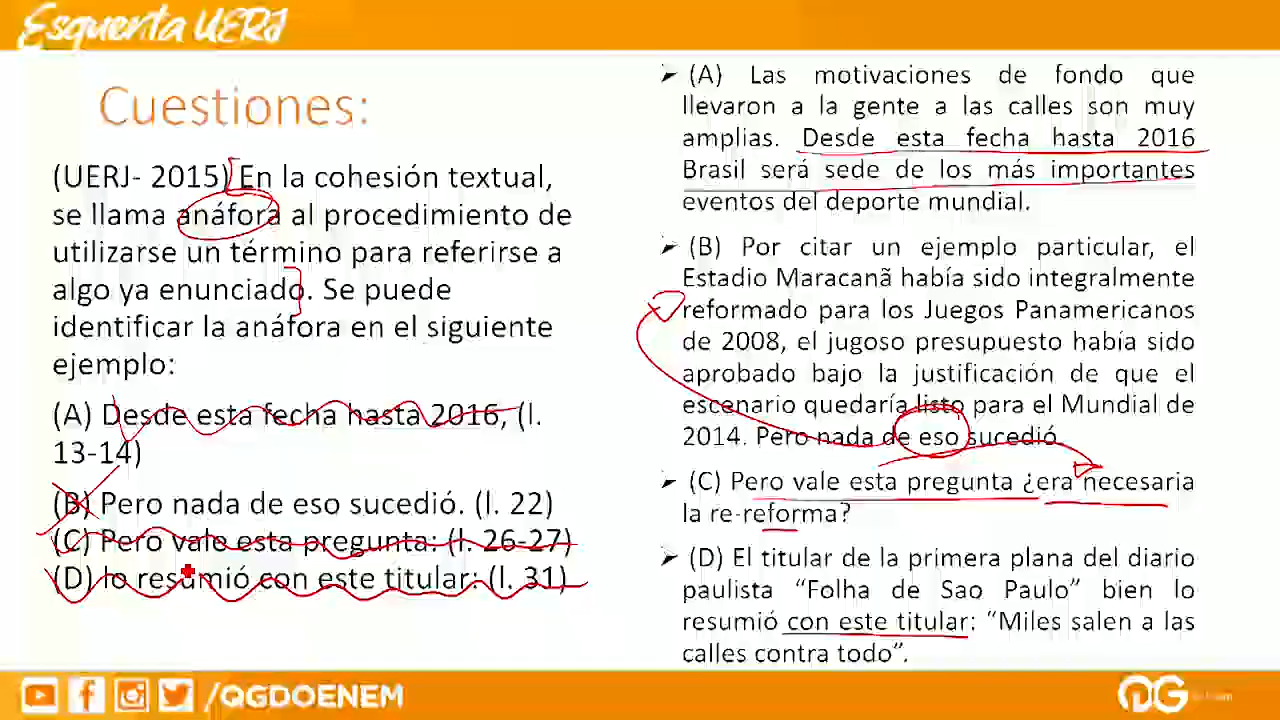 Esquenta UERJ
Cuestiones:
(UERJ- 2015) En la cohesión textual,
se llama anáfora al procedimiento de
utilizarse un término para referirse a
algo ya enunciado. Se puede
identificar la anáfora en el siguiente
ejemplo:
(A) Desde esta fecha hasta 2016, (l.
13-14)
(B) Pero nada de eso sucedió. (l. 22)
(C) Pero vale esta pregunta: (l. 26-27)
(D) lo resumió con este titular: (l. 31)
(A) Las motivaciones de fondo que
llevaron a la gente a las calles son muy
amplias. Desde esta fecha hasta 2016
Brasil será sede de los más importantes
eventos del deporte mundial.
(B) Por citar un ejemplo particular, el
Estadio Maracanã había sido integralmente
reformado para los Juegos Panamericanos
de 2008, el jugoso presupuesto había sido
aprobado bajo la justificación de que el
escenario quedaría listo para el Mundial de
2014. Pero nada de eso sucedió.
(C) Pero vale esta pregunta ¿era necesaria
la re-reforma?
(D) El titular de la primera plana del diario
paulista “Folha de Sao Paulo” bien lo
resumió con este titular: “Miles salen a las
calles contra todo”.
/QGDOENEM
QG